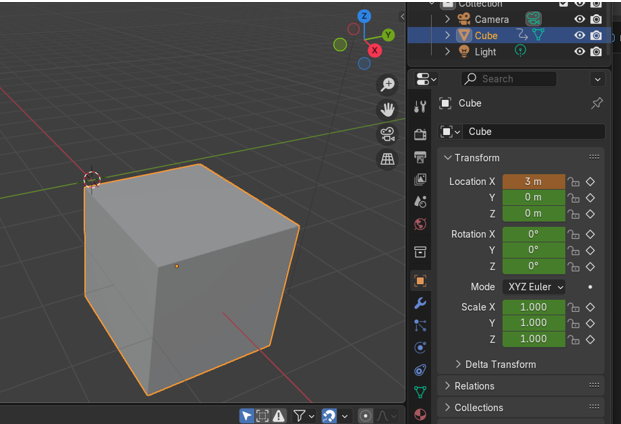 Collection
Z
Y
X
Camera
Cube
Light
Search
Cube
Cube
Transform
Location X 3 m
Y 0 m
Z 0 m
Rotation X 0°
Y 0°
Z 0°
Mode XYZ Euler
Scale X 1.000
Y 1.000
Z 1.000
Delta Transform
Relations
Collections